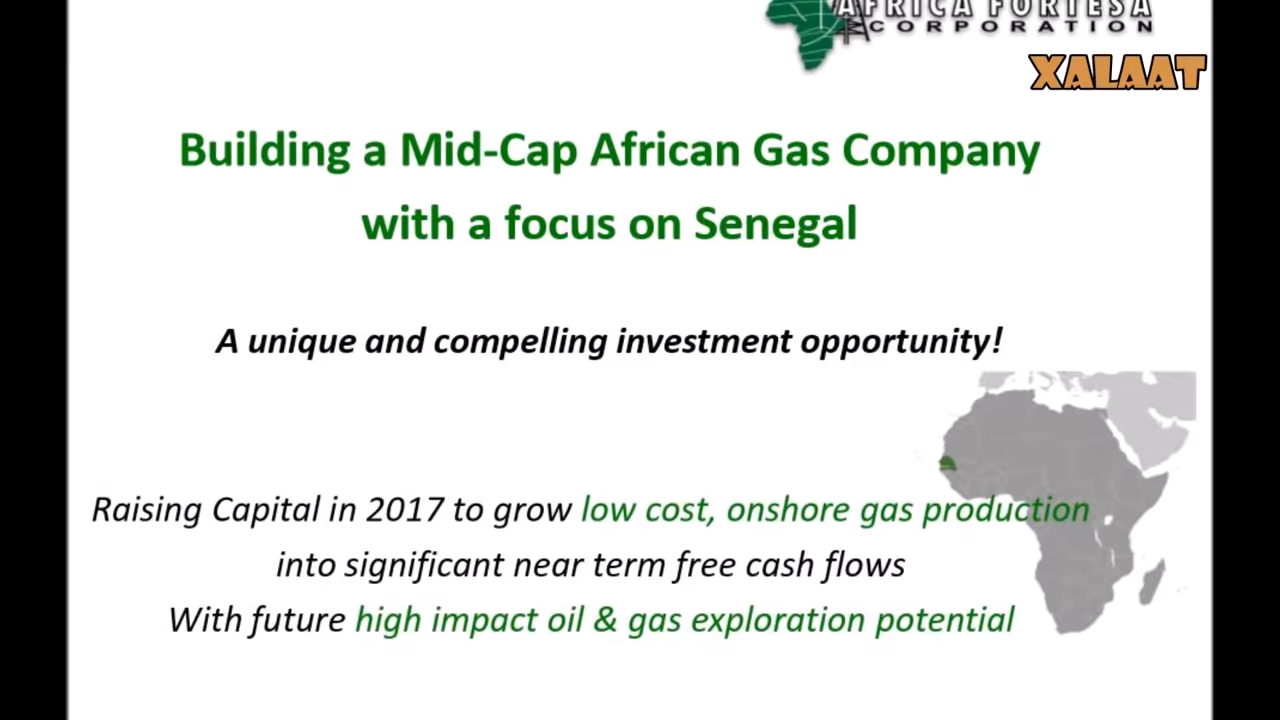 AFRICA FORTESA
CORPORATION
XALAAT
Building a Mid-Cap African Gas Company
with a focus on Senegal
A unique and compelling investment opportunity!
Raising Capital in 2017 to grow low cost, onshore gas production
into significant near term free cash flows
With future high impact oil & gas exploration potential